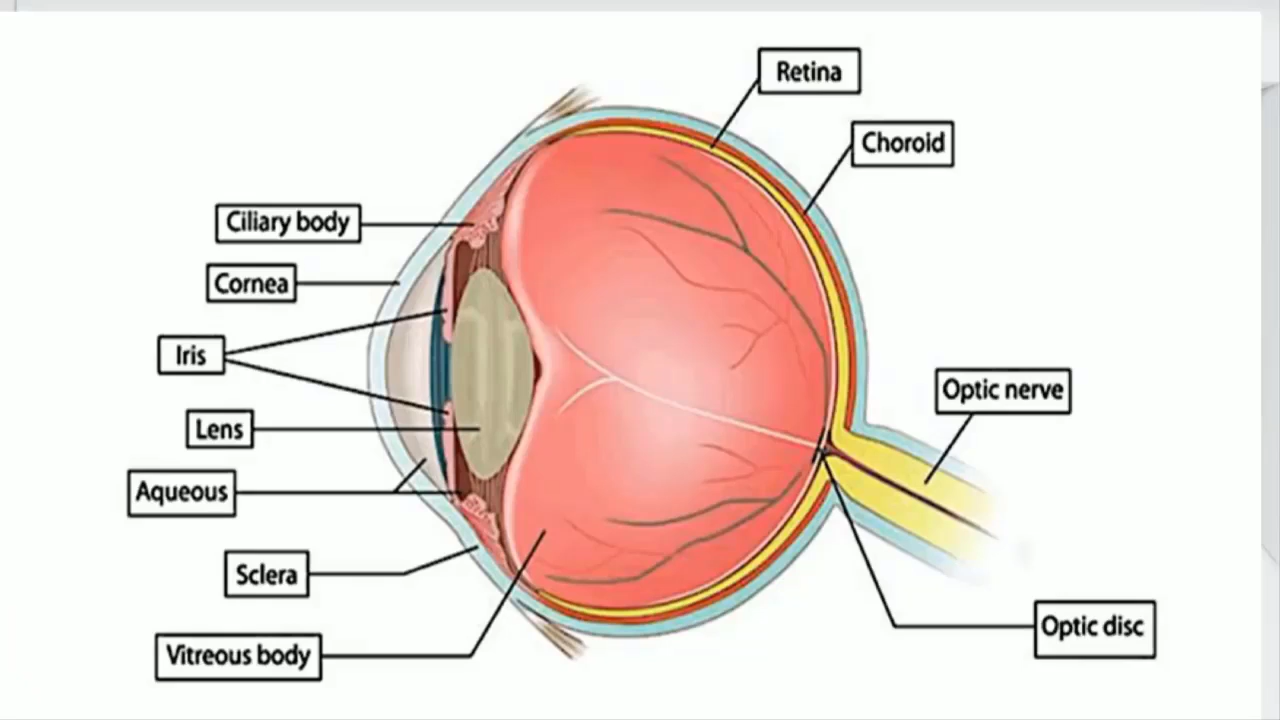 Retina
Choroid
Ciliary body
Cornea
Iris
Optic nerve
Lens
Aqueous
Sclera
Optic disc
Vitreous body